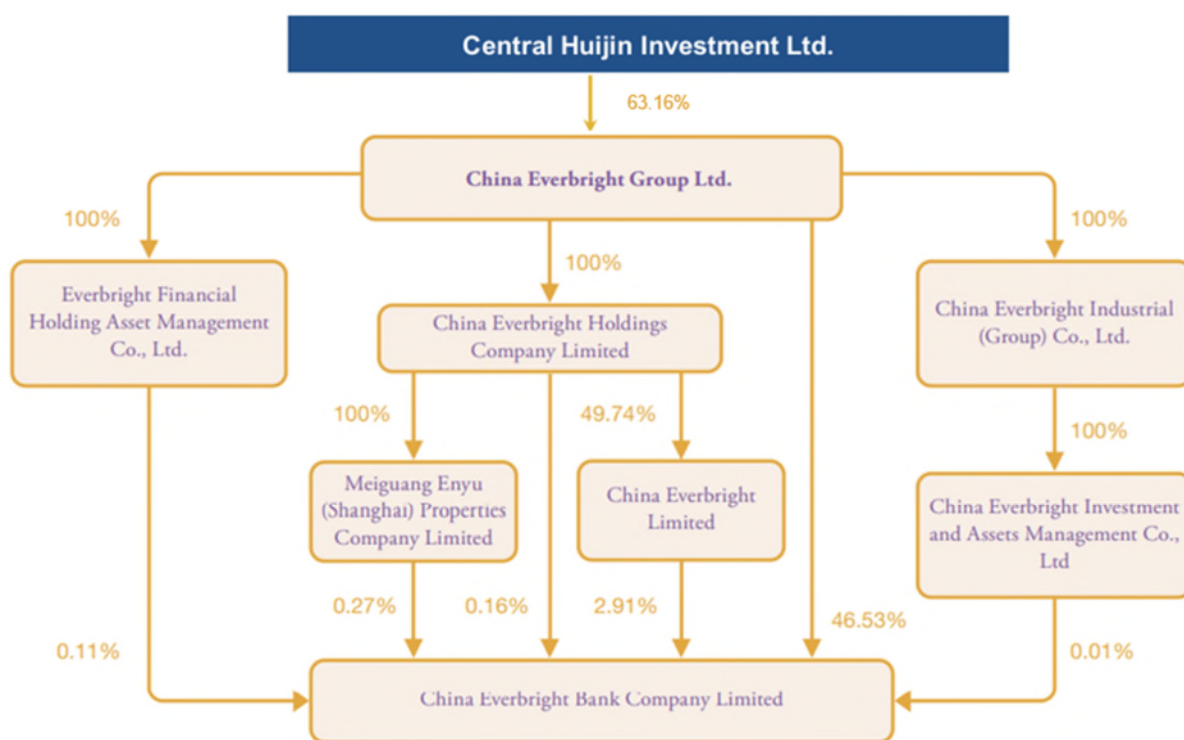 Central Huijin Investment Ltd.
63.16%
China Everbright Group Ltd.
100%
100%
100%
Everbright Financial
Holding Asset Management
Co., Ltd.
China Everbright Holdings
Company Limited
China Everbright Industrial
(Group) Co., Ltd.
100%
49.74%
100%
Meiguang Enyu
(Shanghai) Properties
Company Limited
China Everbright
Limited
China Everbright Investment
and Assets Management Co.,
Ltd
0.27%
0.16%
2.91%
46.53%
0.11%
0.01%
China Everbright Bank Company Limited